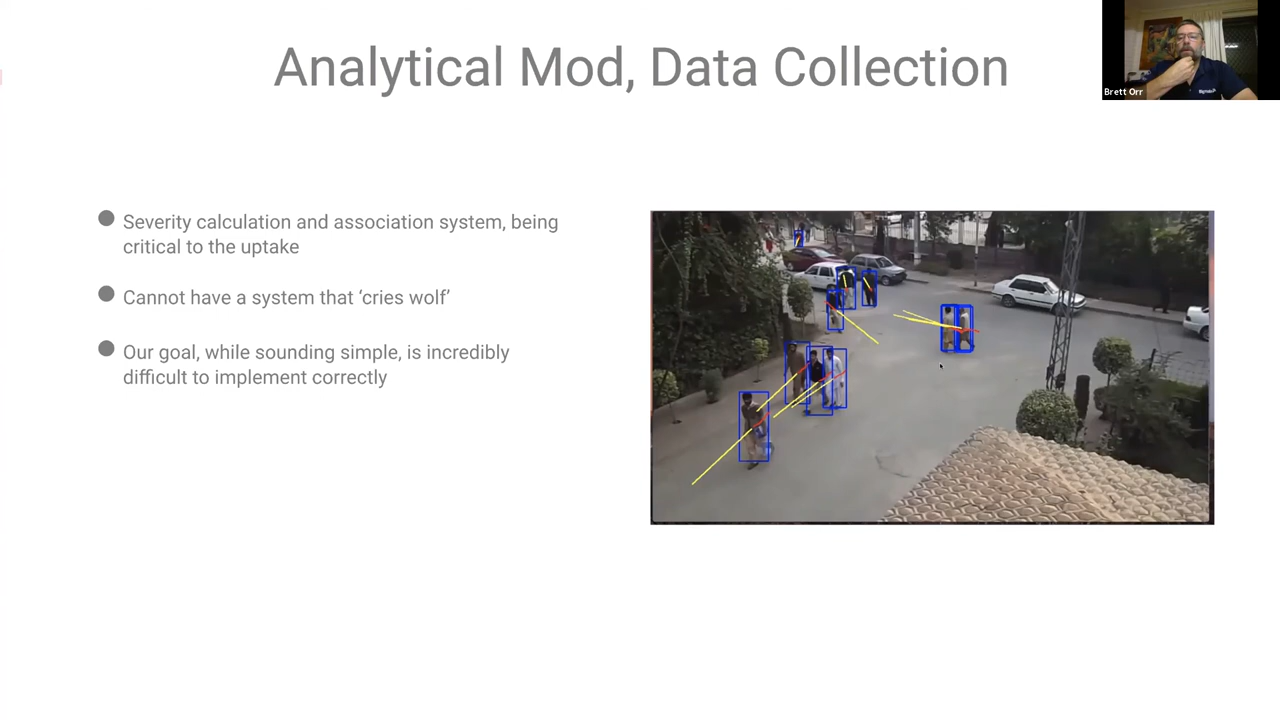 Analytical Mod, Data Collection
Brett Orr
Severity calculation and association system, being
critical to the uptake
Cannot have a system that ‘cries wolf’
Our goal, while sounding simple, is incredibly
difficult to implement correctly